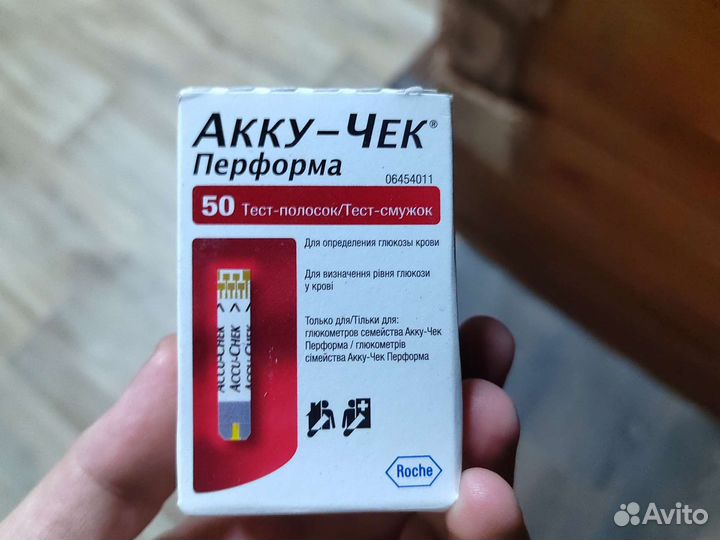 АККУ-ЧЕК®
Перформа
06454011
50 Тест-полосок/Тест-смужок
Для определения глюкозы крови
Для визначення рівня глюкози
у крові
Только для/Тільки для:
глюкометров семейства Акку-Чек
Перформа / глюкометрів
сімейства Акку-Чек Перформа
ACCU-CHEK >
ACCU-CHEK >
ACCU-CHEK >
Roche
Avito